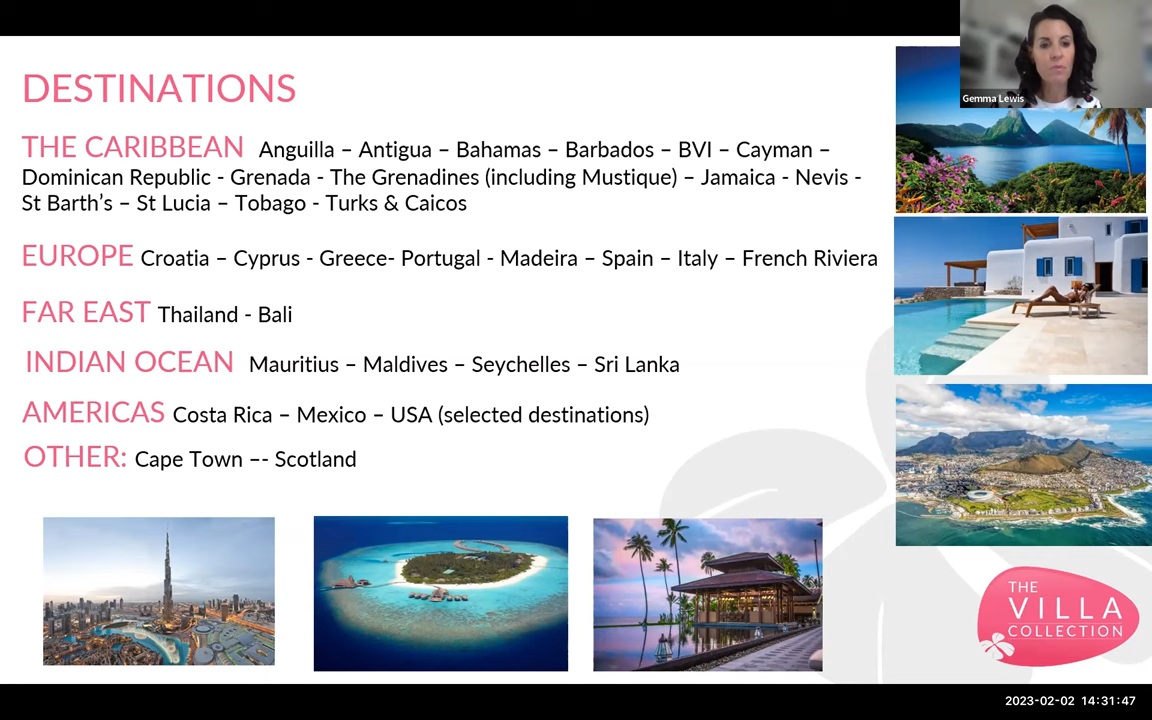 Gemma Lewis
DESTINATIONS
THE CARIBBEAN Anguilla – Antigua – Bahamas – Barbados – BVI – Cayman –
Dominican Republic - Grenada - The Grenadines (including Mustique) – Jamaica - Nevis -
St Barth’s – St Lucia – Tobago - Turks & Caicos
EUROPE Croatia – Cyprus - Greece- Portugal - Madeira – Spain – Italy – French Riviera
FAR EAST Thailand - Bali
INDIAN OCEAN Mauritius – Maldives – Seychelles – Sri Lanka
AMERICAS Costa Rica – Mexico – USA (selected destinations)
OTHER: Cape Town –- Scotland
THE
VILLA
COLLECTION
2023-02-02 14:31:47